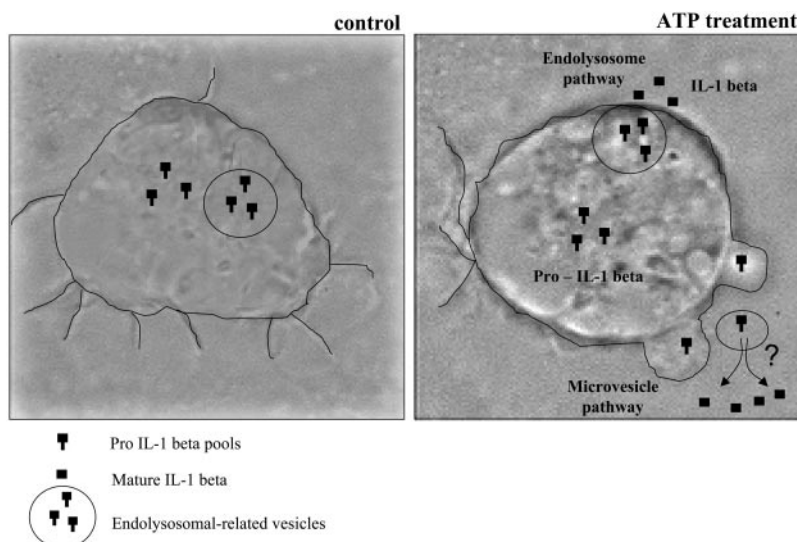 control
ATP treatment
Endolysosome
pathway
IL-1 beta
Pro – IL-1 beta
?
Microvesicle
pathway
Pro IL-1 beta pools
Mature IL-1 beta
Endolysosomal-related vesicles